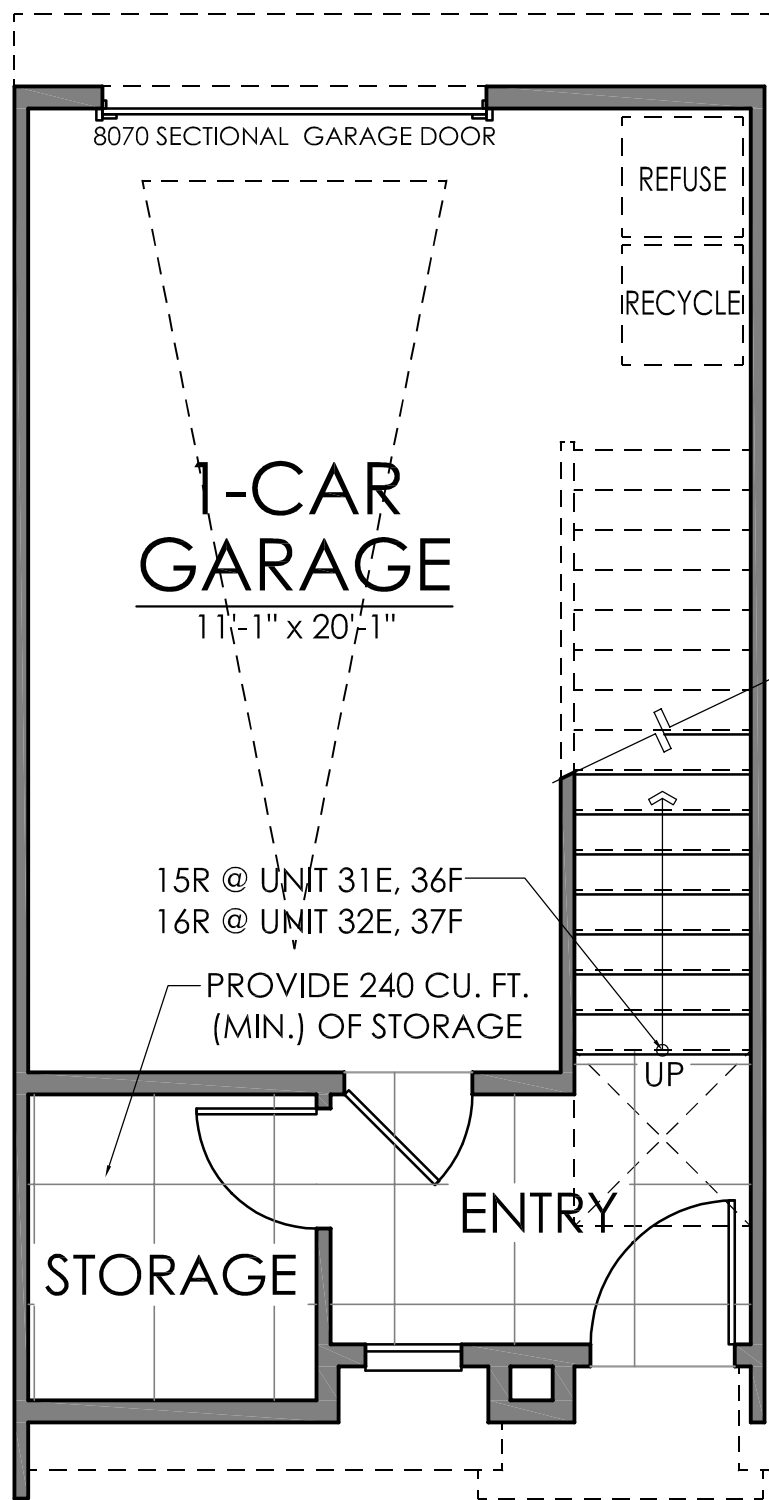 8070 SECTIONAL GARAGE DOOR
REFUSE
RECYCLE
1-CAR
GARAGE
11'-1" x 20'-1"
15R @ UNIT 31E, 36F
16R @ UNIT 32E, 37F
PROVIDE 240 CU. FT.
(MIN.) OF STORAGE
UP
ENTRY
STORAGE